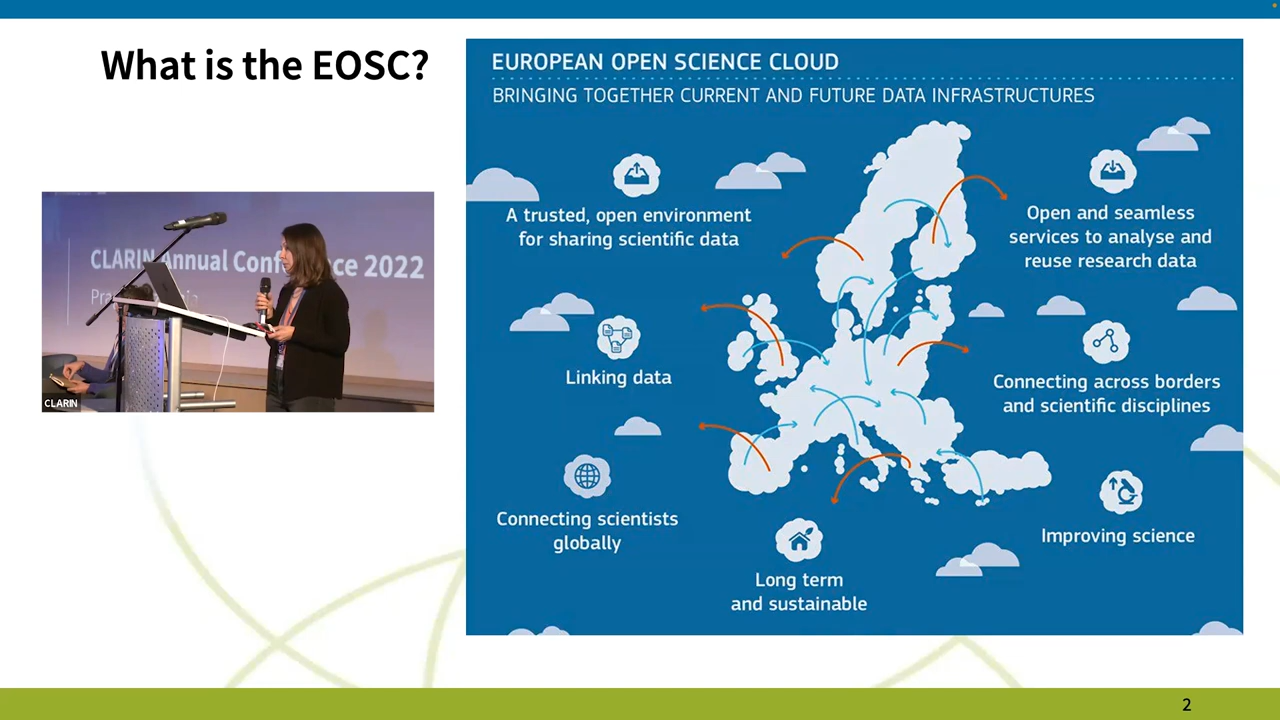 What is the EOSC?
CLARIN Annual Conference 2022
CLARIN
EUROPEAN OPEN SCIENCE CLOUD
BRINGING TOGETHER CURRENT AND FUTURE DATA INFRASTRUCTURES
A trusted, open environment
for sharing scientific data
Open and seamless
services to analyse and
reuse research data
Linking data
Connecting across borders
and scientific disciplines
Connecting scientists
globally
Improving science
Long term
and sustainable
2